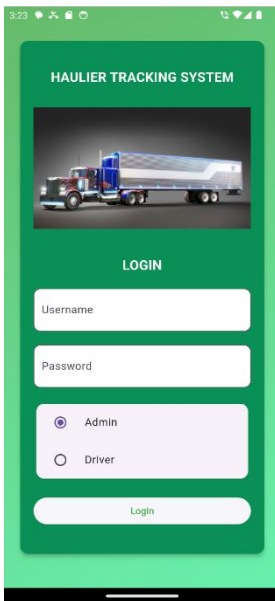 3:23
HAULIER TRACKING SYSTEM
LOGIN
Username
Password
Admin
Driver
Login